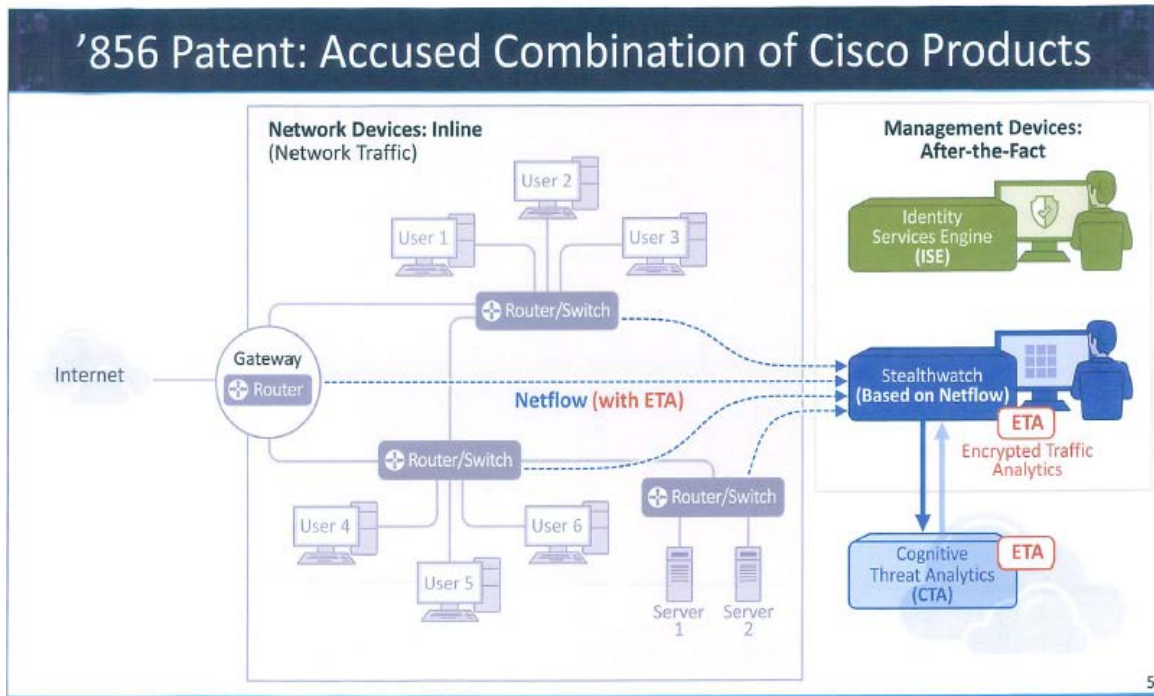 ’856 Patent: Accused Combination of Cisco Products
Network Devices: Inline
(Network Traffic)
User 2
User 1
User 3
Router/Switch
Gateway
Router
Internet
Netflow (with ETA)
Router/Switch
Router/Switch
User 4
User 6
User 5
Server
1
Server
2
Management Devices:
After-the-Fact
Identity
Services Engine
(ISE)
Stealthwatch
(Based on Netflow)
ETA
Encrypted Traffic
Analytics
Cognitive
Threat Analytics
(CTA)
ETA
5